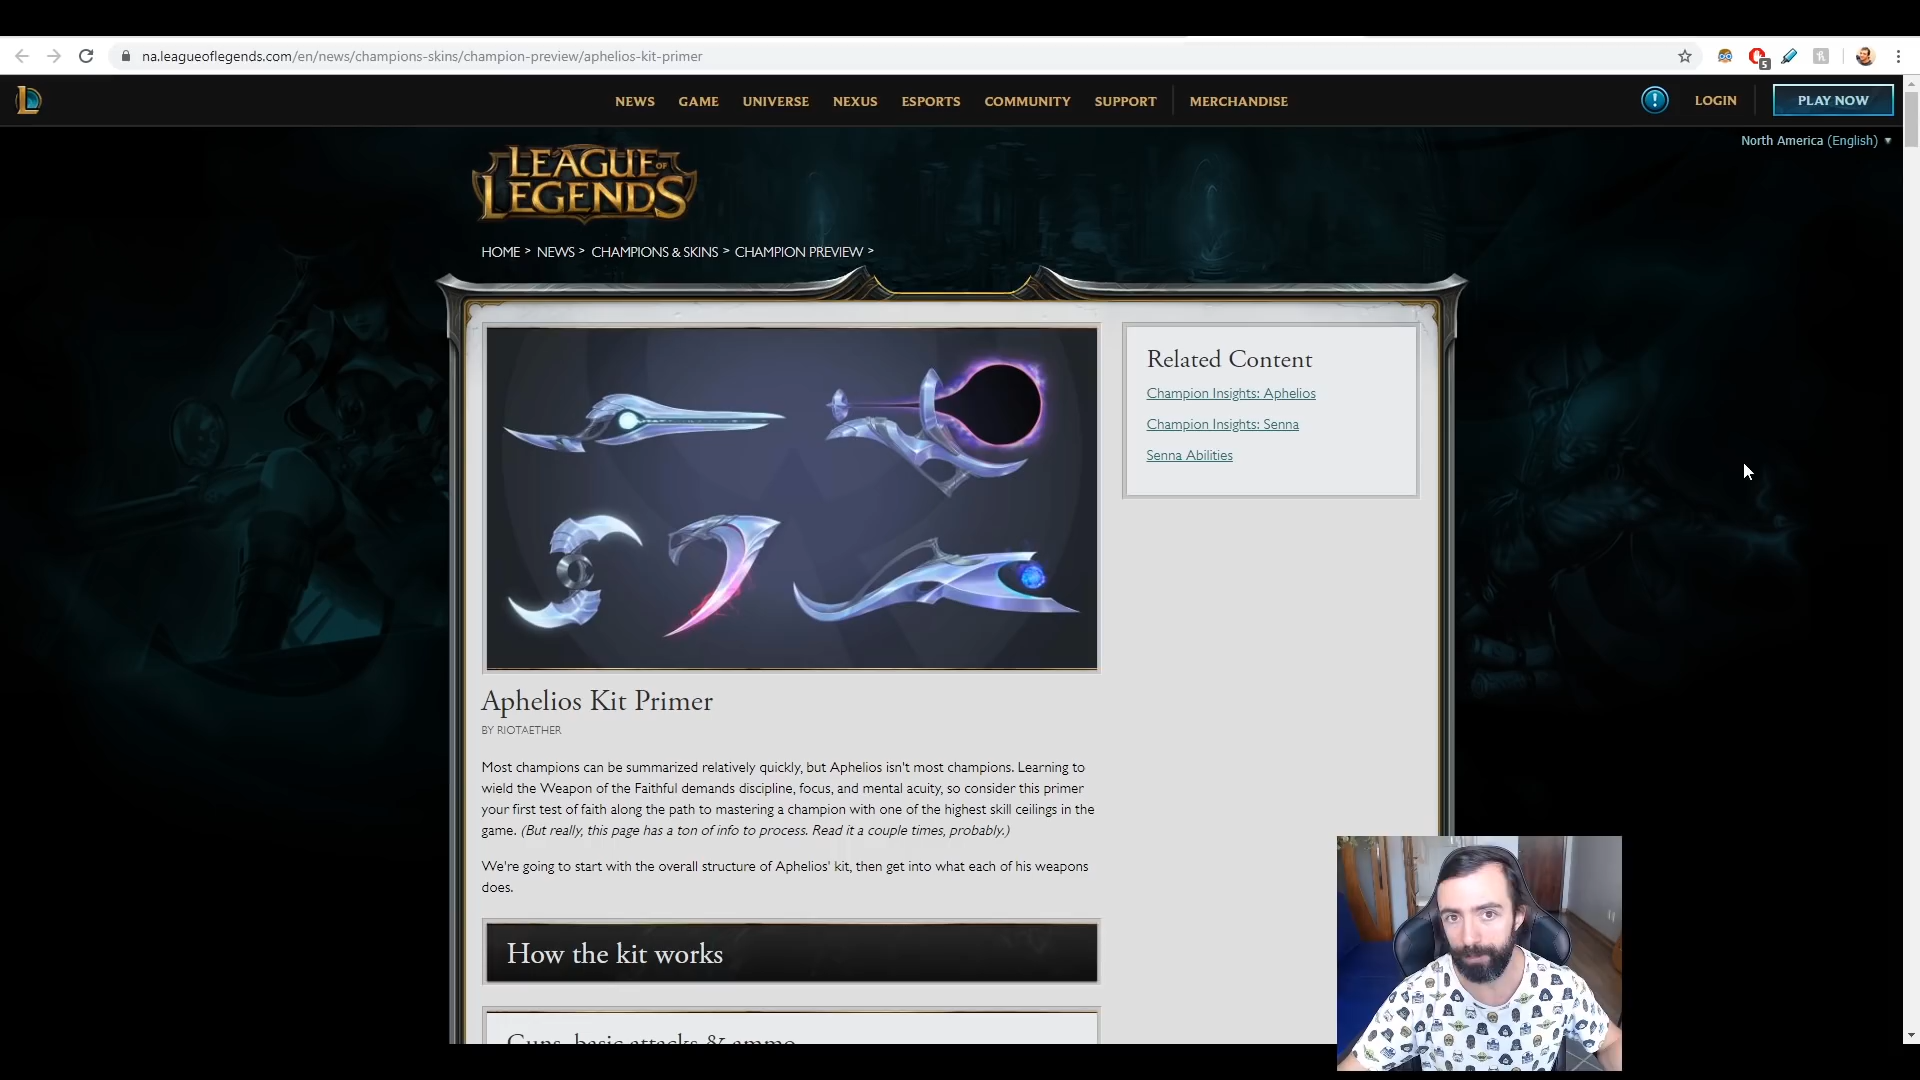 na.leagueoflegends.com/en/news/champions-skins/champion-preview/aphelios-kit-primer
5
NEWS GAME UNIVERSE NEXUS ESPORTS COMMUNITY SUPPORT MERCHANDISE
LOGIN
PLAY NOW
North America (English)
LEAGUE OF
LEGENDS
HOME > NEWS > CHAMPIONS & SKINS > CHAMPION PREVIEW >
Related Content
Champion Insights: Aphelios
Champion Insights: Senna
Senna Abilities
Aphelios Kit Primer
BY RIOTAETHER
Most champions can be summarized relatively quickly, but Aphelios isn't most champions. Learning to
wield the Weapon of the Faithful demands discipline, focus, and mental acuity, so consider this primer
your first test of faith along the path to mastering a champion with one of the highest skill ceilings in the
game. (But really, this page has a ton of info to process. Read it a couple times, probably.)
We're going to start with the overall structure of Aphelios' kit, then get into what each of his weapons
does.
How the kit works
Guns, basic attacks & ammo